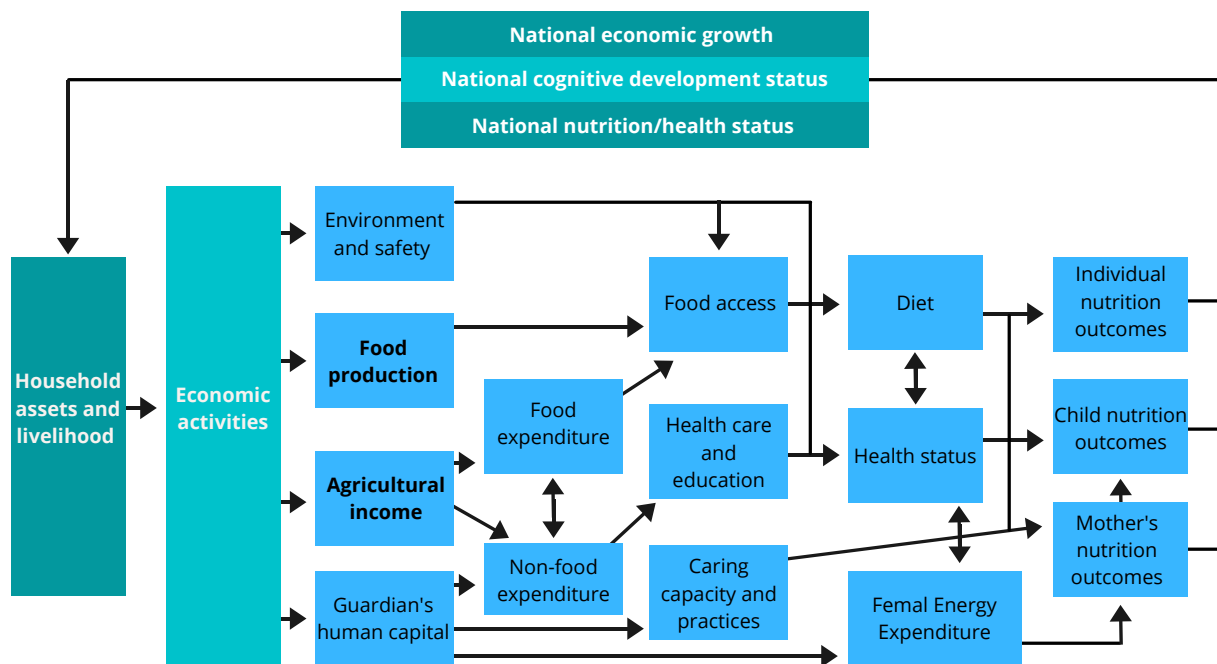 National economic growth
National cognitive development status
National nutrition/health status
Household
assets and
livelihood
Economic
activities
Environment
and safety
Food
production
Agricultural
income
Guardian's
human capital
Food
expenditure
Non-food
expenditure
Food access
Health care
and
education
Caring
capacity and
practices
Diet
Health status
Femal Energy
Expenditure
Individual
nutrition
outcomes
Child nutrition
outcomes
Mother's
nutrition
outcomes